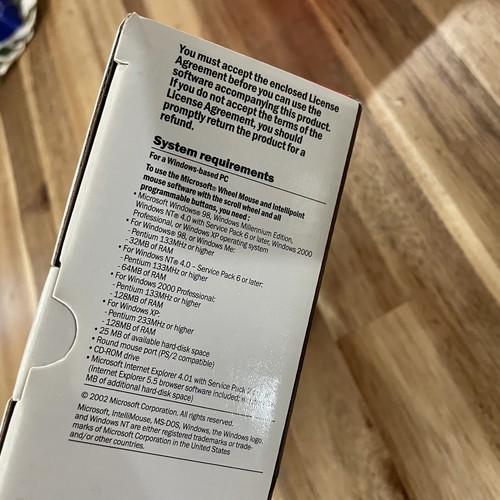 You must accept the enclosed License
Agreement before you can use the
software accompanying this product.
If you do not accept the terms of the
License Agreement, you should
promptly return the product for a
refund.
System requirements
For a Windows-based PC
To use the Microsoft® Wheel Mouse and Intellipoint
mouse software with the scroll wheel and all
programmable buttons, you need:
• Microsoft Windows® 98, Windows Millennium Edition,
Windows NT® 4.0 with Service Pack 6 or later, Windows 2000
Professional, or Windows XP operating system
• For Windows® 98, or Windows Me:
- Pentium 133MHz or higher
-32MB of RAM
• For Windows NT® 4.0 – Service Pack 6 or later:
- Pentium 133MHz or higher
- 64MB of RAM
• For Windows 2000 Professional:
- Pentium 133MHz or higher
-128MB of RAM
• For Windows XP:
- Pentium 233MHz or higher
-128MB of RAM
• 25 MB of available hard-disk space
• Round mouse port (PS/2 compatible)
• CD-ROM drive
• Microsoft Internet Explorer 4.01 with Service Pack
(Internet Explorer 5.5 browser software included;
MB of additional hard-disk space)
© 2002 Microsoft Corporation. All rights reserved.
Microsoft, IntelliMouse, MS-DOS, Windows, the Windows logo,
and Windows NT are either registered trademarks or trade-
marks of Microsoft Corporation in the United States
and/or other countries.